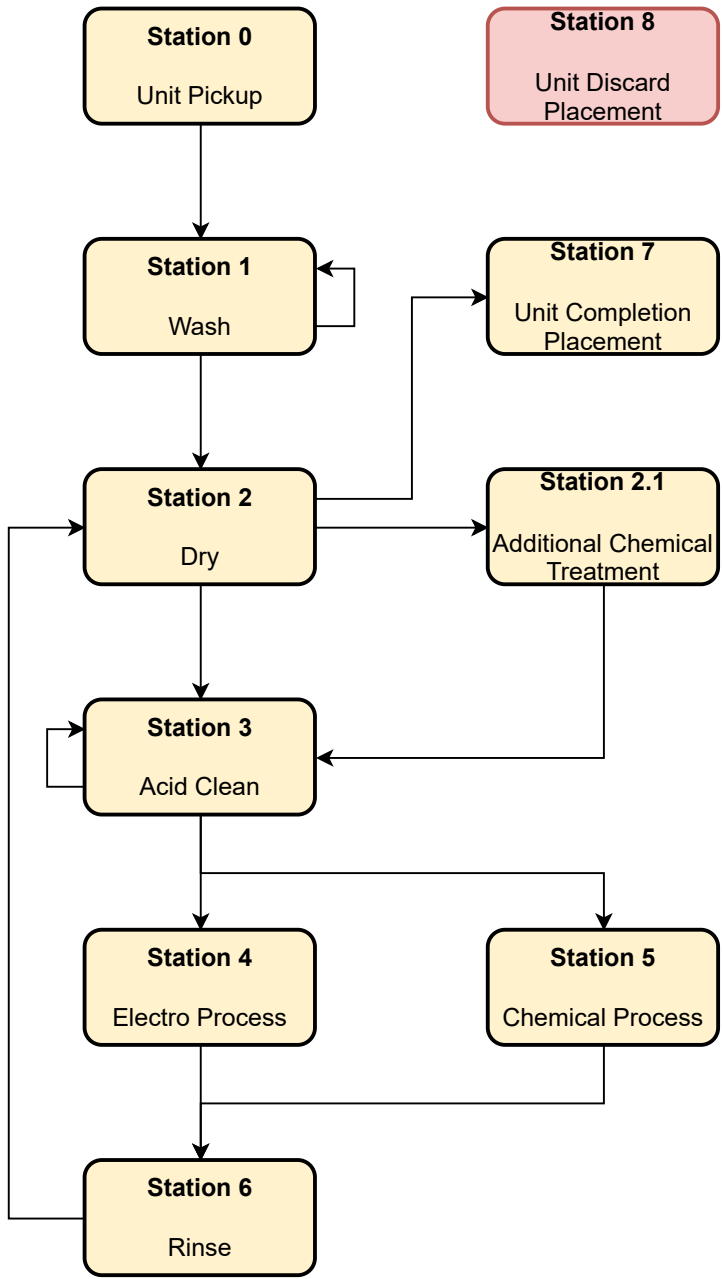 Station 0
Unit Pickup
Station 8
Unit Discard
Placement
Station 1
Wash
Station 7
Unit Completion
Placement
Station 2
Dry
Station 2.1
Additional Chemical
Treatment
Station 3
Acid Clean
Station 4
Electro Process
Station 5
Chemical Process
Station 6
Rinse